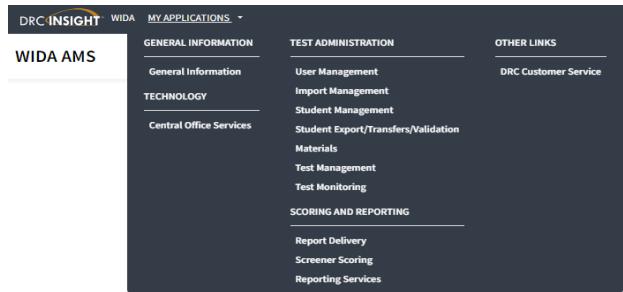 DRC INSIGHT WIDA MY APPLICATIONS
WIDA AMS
GENERAL INFORMATION
General Information
TECHNOLOGY
Central Office Services
TEST ADMINISTRATION
User Management
Import Management
Student Management
Student Export/Transfers/Validation
Materials
Test Management
Test Monitoring
SCORING AND REPORTING
Report Delivery
Screener Scoring
Reporting Services
OTHER LINKS
DRC Customer Service